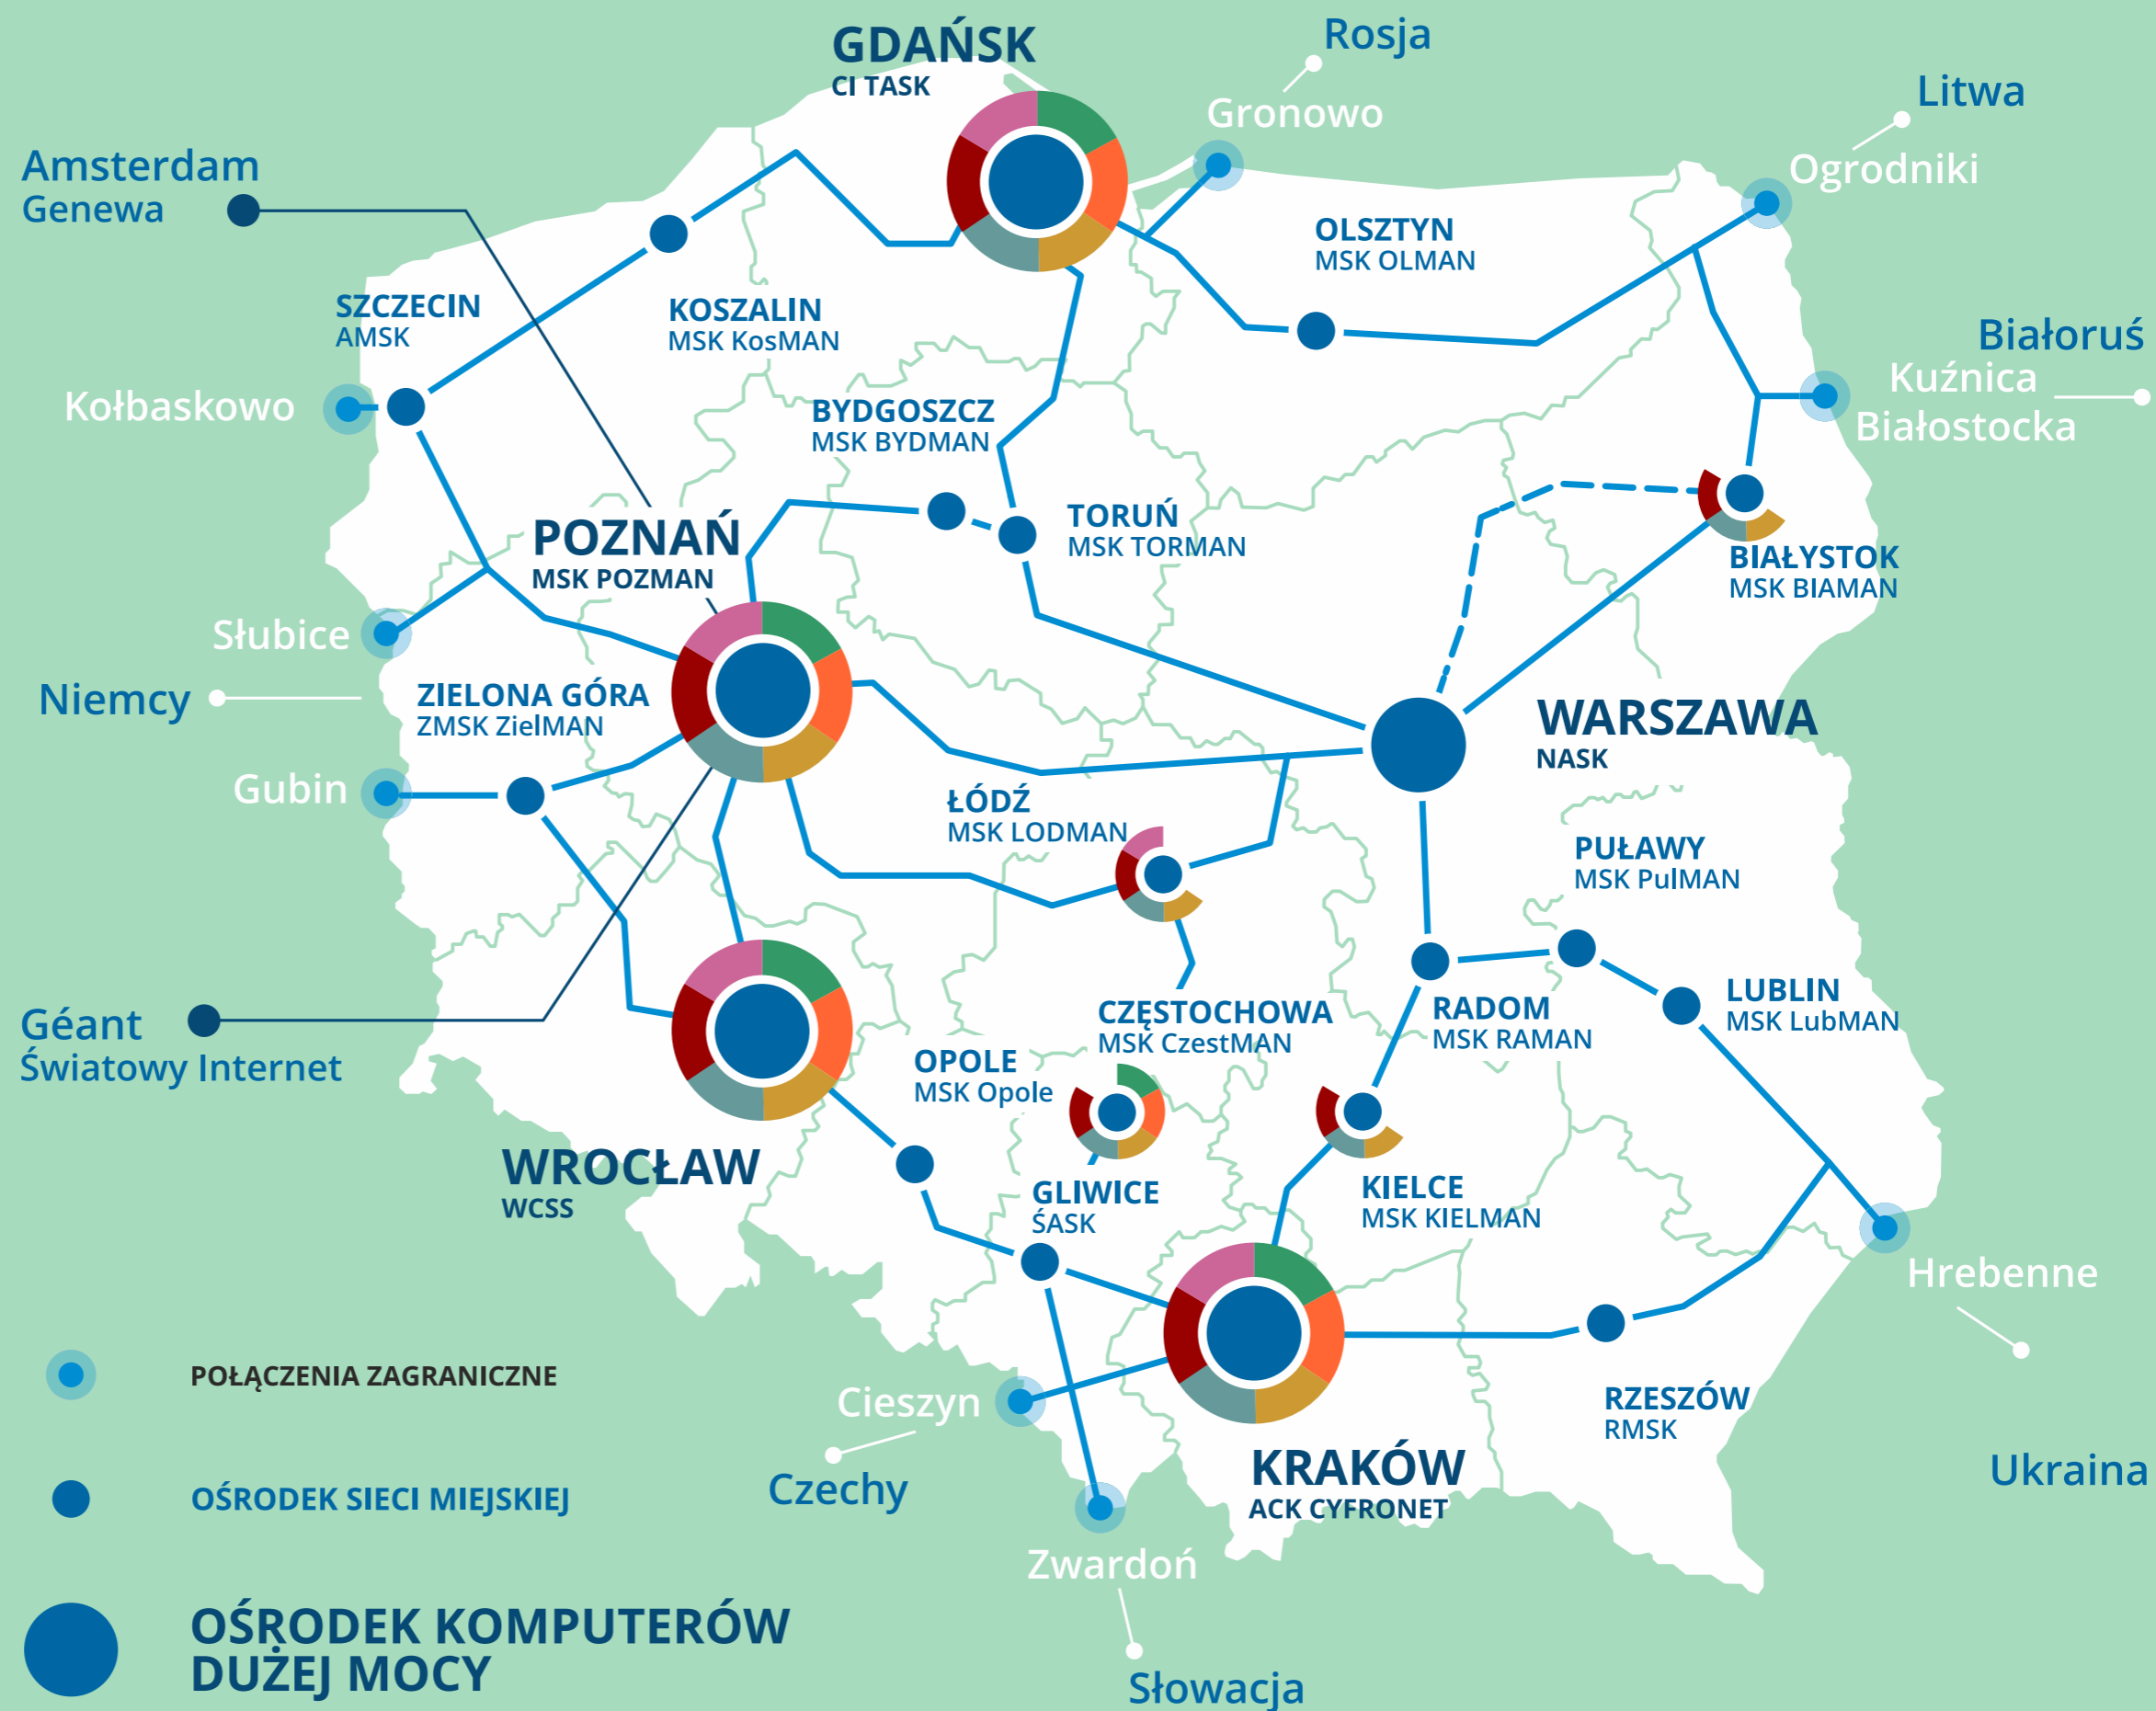 GDAŃSK
CI TASK
Rosja
Gronowo
Litwa
Ogrodniki
Amsterdam
Genewa
OLSZTYN
MSK OLMAN
SZCZECIN
AMSK
KOSZALIN
MSK KosMAN
Białoruś
Kuźnica
Białostocka
Kołbaskowo
BYDGOSZCZ
MSK BYDMAN
POZNAŃ
MSK POZMAN
TORUŃ
MSK TORMAN
BIAŁYSTOK
MSK BIAMAN
Słubice
Niemcy
ZIELONA GÓRA
ZMSK ZielMAN
WARSZAWA
NASK
Gubin
ŁÓDŹ
MSK LODMAN
PUŁAWY
MSK PulMAN
Géant
Światowy Internet
CZĘSTOCHOWA
MSK CzestMAN
RADOM
MSK RAMAN
LUBLIN
MSK LubMAN
OPOLE
MSK Opole
WROCŁAW
WCSS
GLIWICE
ŚASK
KIELCE
MSK KIELMAN
Hrebenne
POŁĄCZENIA ZAGRANICZNE
Cieszyn
Czechy
RZESZÓW
RMSK
KRAKÓW
ACK CYFRONET
Ukraina
OŚRODEK SIECI MIEJSKIEJ
Zwardoń
Słowacja
OŚRODEK KOMPUTERÓW
DUŻEJ MOCY